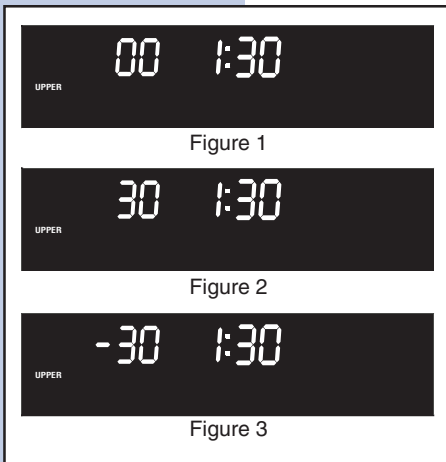 00 1:30
UPPER
Figure 1
30 1:30
UPPER
Figure 2
-30 1:30
UPPER
Figure 3